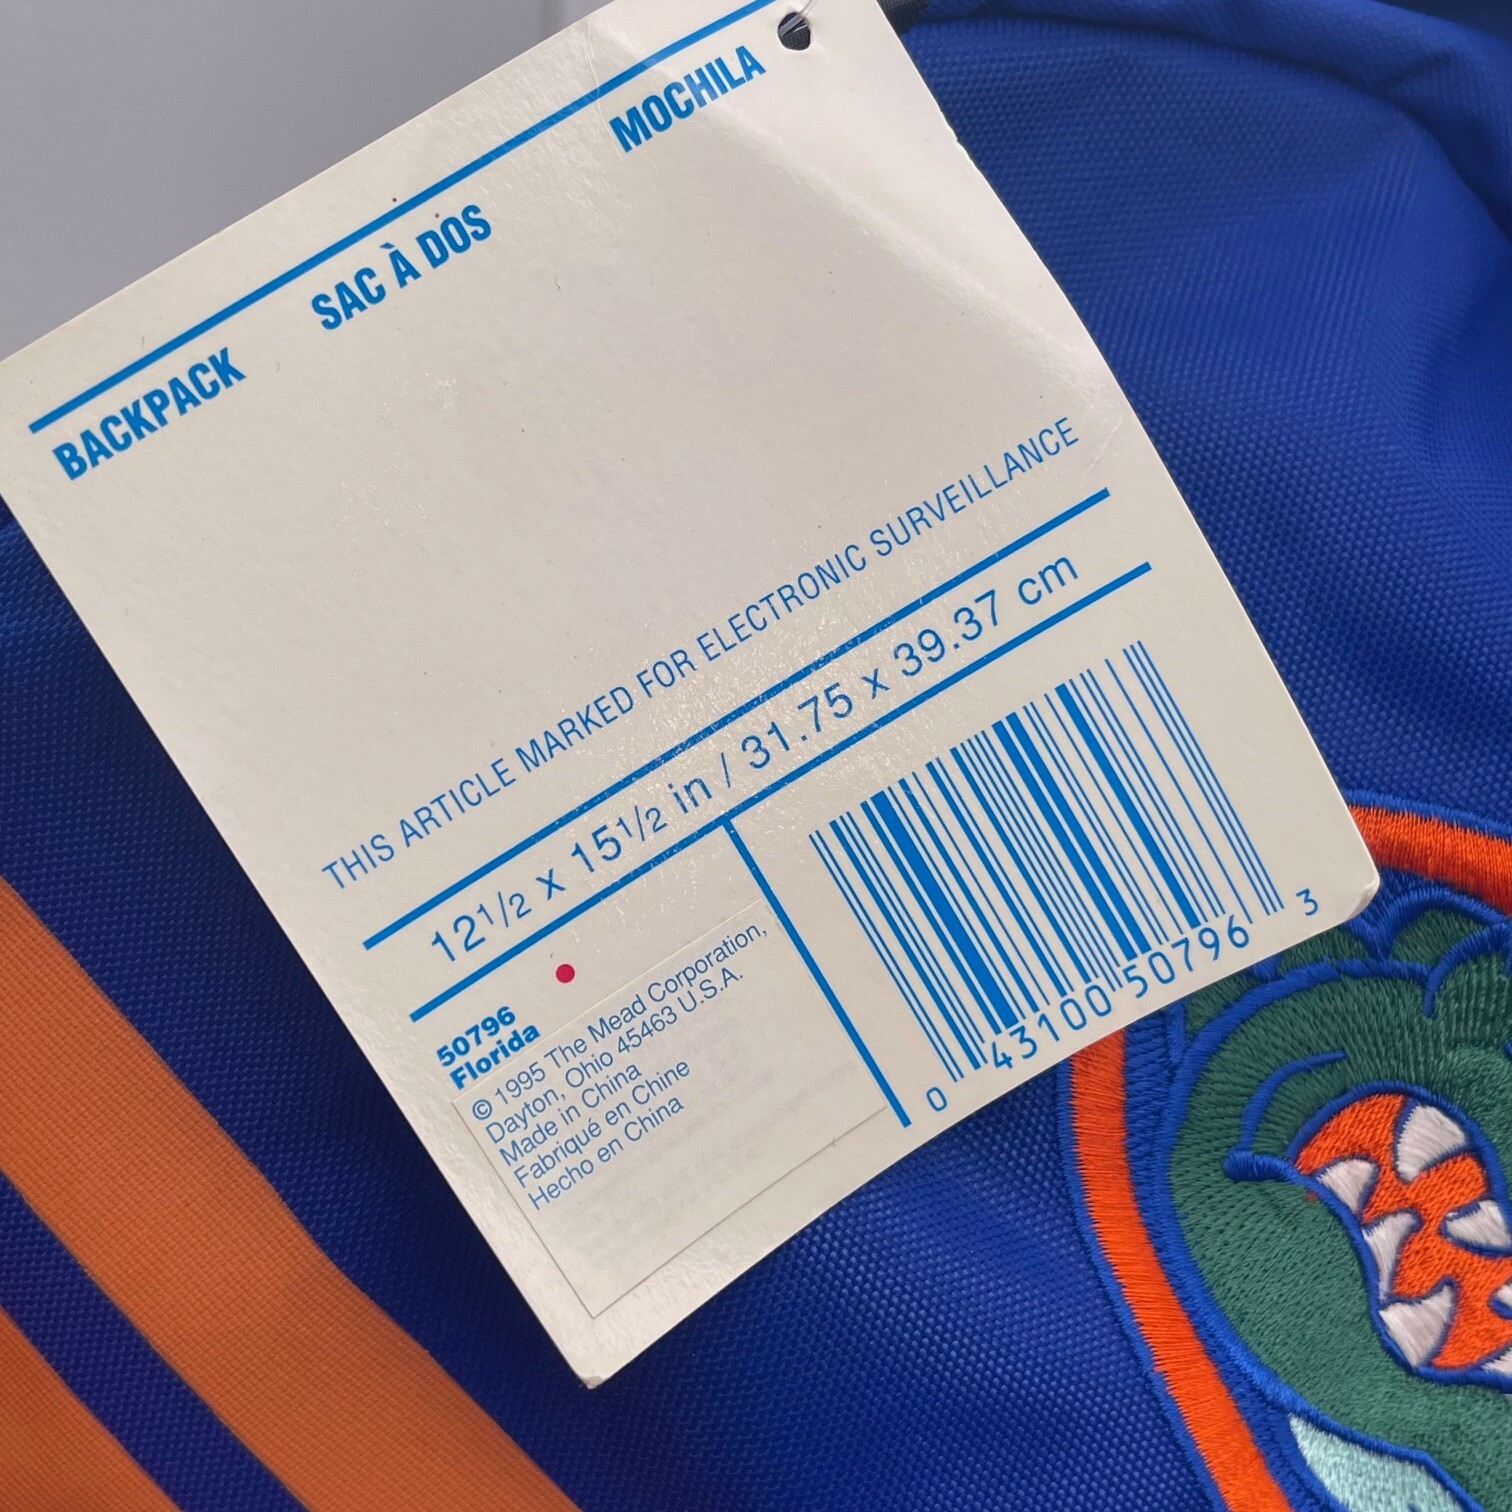 BACKPACK SAC À DOS MOCHILA
THIS ARTICLE MARKED FOR ELECTRONIC SURVEILLANCE
12 1/2 x 15 1/2 in / 31.75 x 39.37 cm
50796
Florida
© 1995 The Mead Corporation,
Dayton, Ohio 45463 U.S.A.
Made in China
Fabriqué en Chine
Hecho en China
0 43100 50796 3